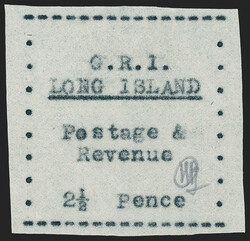 G.R.I.
LONG ISLAND
Postage &
Revenue
2½ Pence